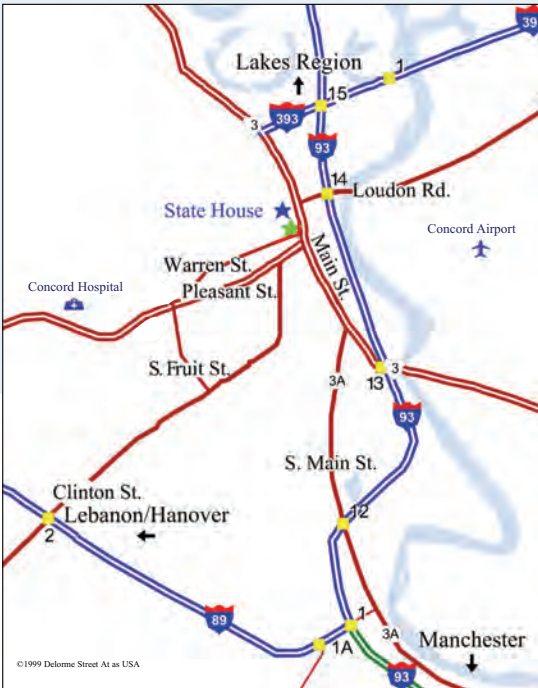 39
Lakes Region
1
15
393
3
93
14
Loudon Rd.
State House
Concord Airport
Main St.
Warren St.
Concord Hospital
Pleasant St.
S. Fruit St.
3A
13
3
93
S. Main St.
Clinton St.
Lebanon/Hanover
2
12
89
1
1A
3A
Manchester
93
©1999 Delorme Street At as USA